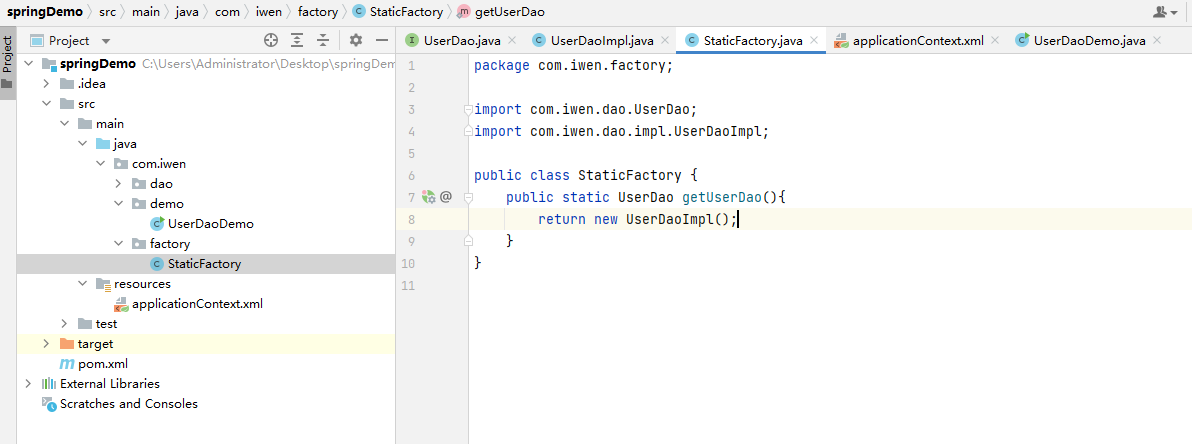 springDemo src main java com iwen factory StaticFactory getUserDao
Project
Project
springDemo C:\Users\Administrator\Desktop\springDem
.idea
src
main
java
com.iwen
dao
demo
UserDaoDemo
factory
StaticFactory
resources
applicationContext.xml
test
target
pom.xml
External Libraries
Scratches and Consoles
UserDao.java UserDaoImpl.java StaticFactory.java applicationContext.xml UserDaoDemo.java
1 package com.iwen.factory;
2
3 import com.iwen.dao.UserDao;
4 import com.iwen.dao.impl.UserDaoImpl;
5
6 public class StaticFactory {
7 @ public static UserDao getUserDao(){
8 return new UserDaoImpl();
9 }
10 }
11